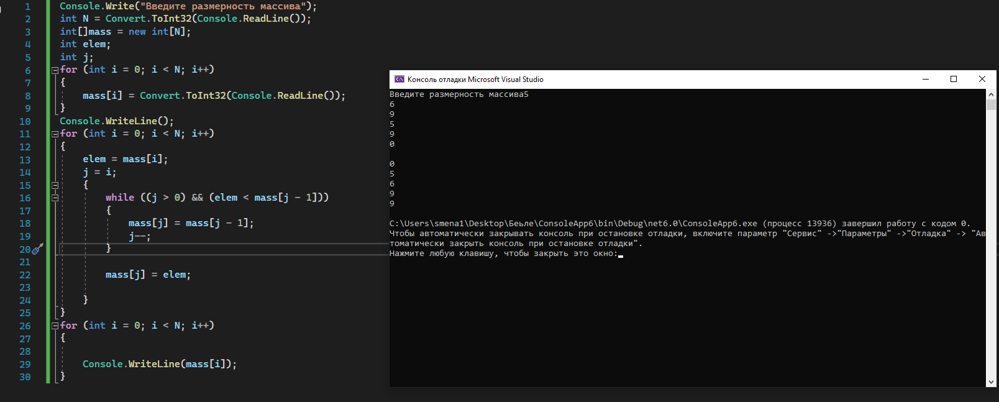 1 Console.Write("Введите размерность массива");
2 int N = Convert.ToInt32(Console.ReadLine());
3 int[]mass = new int[N];
4 int elem;
5 int j;
6 for (int i = 0; i < N; i++)
7 {
8 mass[i] = Convert.ToInt32(Console.ReadLine());
9 }
10 Console.WriteLine();
11 for (int i = 0; i < N; i++)
12 {
13 elem = mass[i];
14 j = i;
15 {
16 while ((j > 0) && (elem < mass[j - 1]))
17 {
18 mass[j] = mass[j - 1];
19 j--;
20 }
21
22 mass[j] = elem;
23
24 }
25 }
26 for (int i = 0; i < N; i++)
27 {
28
29 Console.WriteLine(mass[i]);
30 }
Консоль отладки Microsoft Visual Studio
Введите размерность массива5
6
9
5
9
0
0
5
6
9
9
C:\Users\smena1\Desktop\Беьле\ConsoleApp6\bin\Debug\net6.0\ConsoleApp6.exe (процесс 13936) завершил работу с кодом 0.
Чтобы автоматически закрывать консоль при остановке отладки, включите параметр "Сервис" ->"Параметры" ->"Отладка" -> "Ав
томатически закрыть консоль при остановке отладки".
Нажмите любую клавишу, чтобы закрыть это окно: